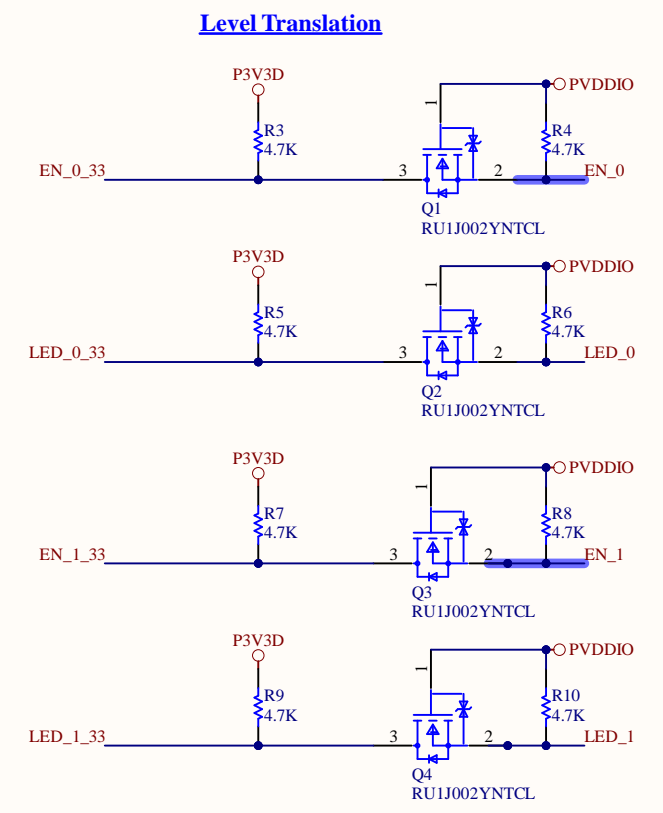 Level Translation
P3V3D
PVDDIO
1
R3
4.7K
R4
4.7K
EN_0_33
3
2
EN_0
Q1
RU1J002YNTCL
P3V3D
PVDDIO
1
R5
4.7K
R6
4.7K
LED_0_33
3
2
LED_0
Q2
RU1J002YNTCL
P3V3D
PVDDIO
1
R7
4.7K
R8
4.7K
EN_1_33
3
2
EN_1
Q3
RU1J002YNTCL
P3V3D
PVDDIO
1
R9
4.7K
R10
4.7K
LED_1_33
3
2
LED_1
Q4
RU1J002YNTCL